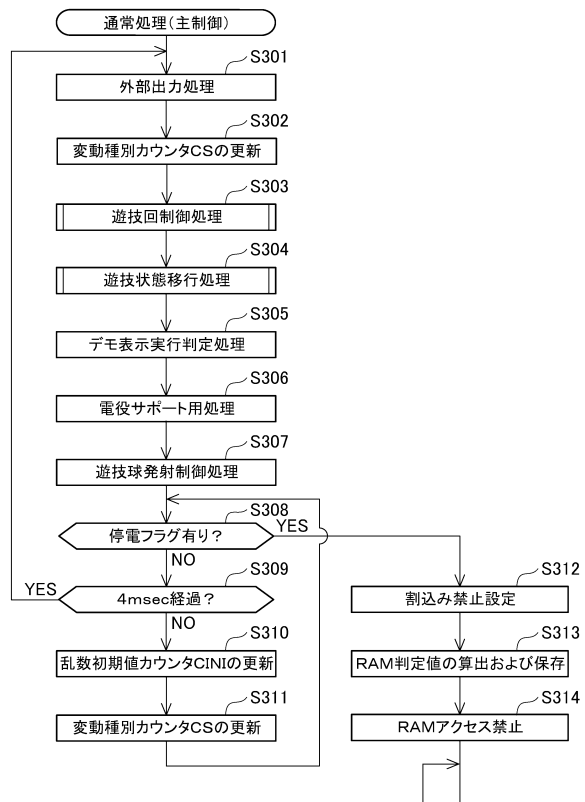 通常処理(主制御)
S301
外部出力処理
S302
変動種別カウンタCSの更新
S303
遊技回制御処理
S304
遊技状態移行処理
S305
デモ表示実行判定処理
S306
電役サポート用処理
S307
遊技球発射制御処理
S308
停電フラグ有り?
YES
NO
S309
4msec経過?
YES
NO
S310
乱数初期値カウンタCINIの更新
S311
変動種別カウンタCSの更新
S312
割込み禁止設定
S313
RAM判定値の算出および保存
S314
RAMアクセス禁止